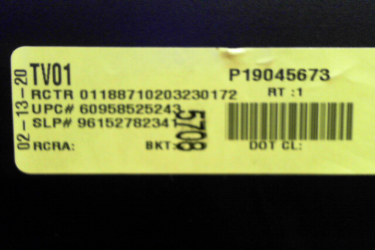 02-13-20
TV01 P19045673
RCTR 01188710203230172 RT :1
UPC# 60958525243
SLP# 9615278234
5708
RCRA: BKT: DOT CL: